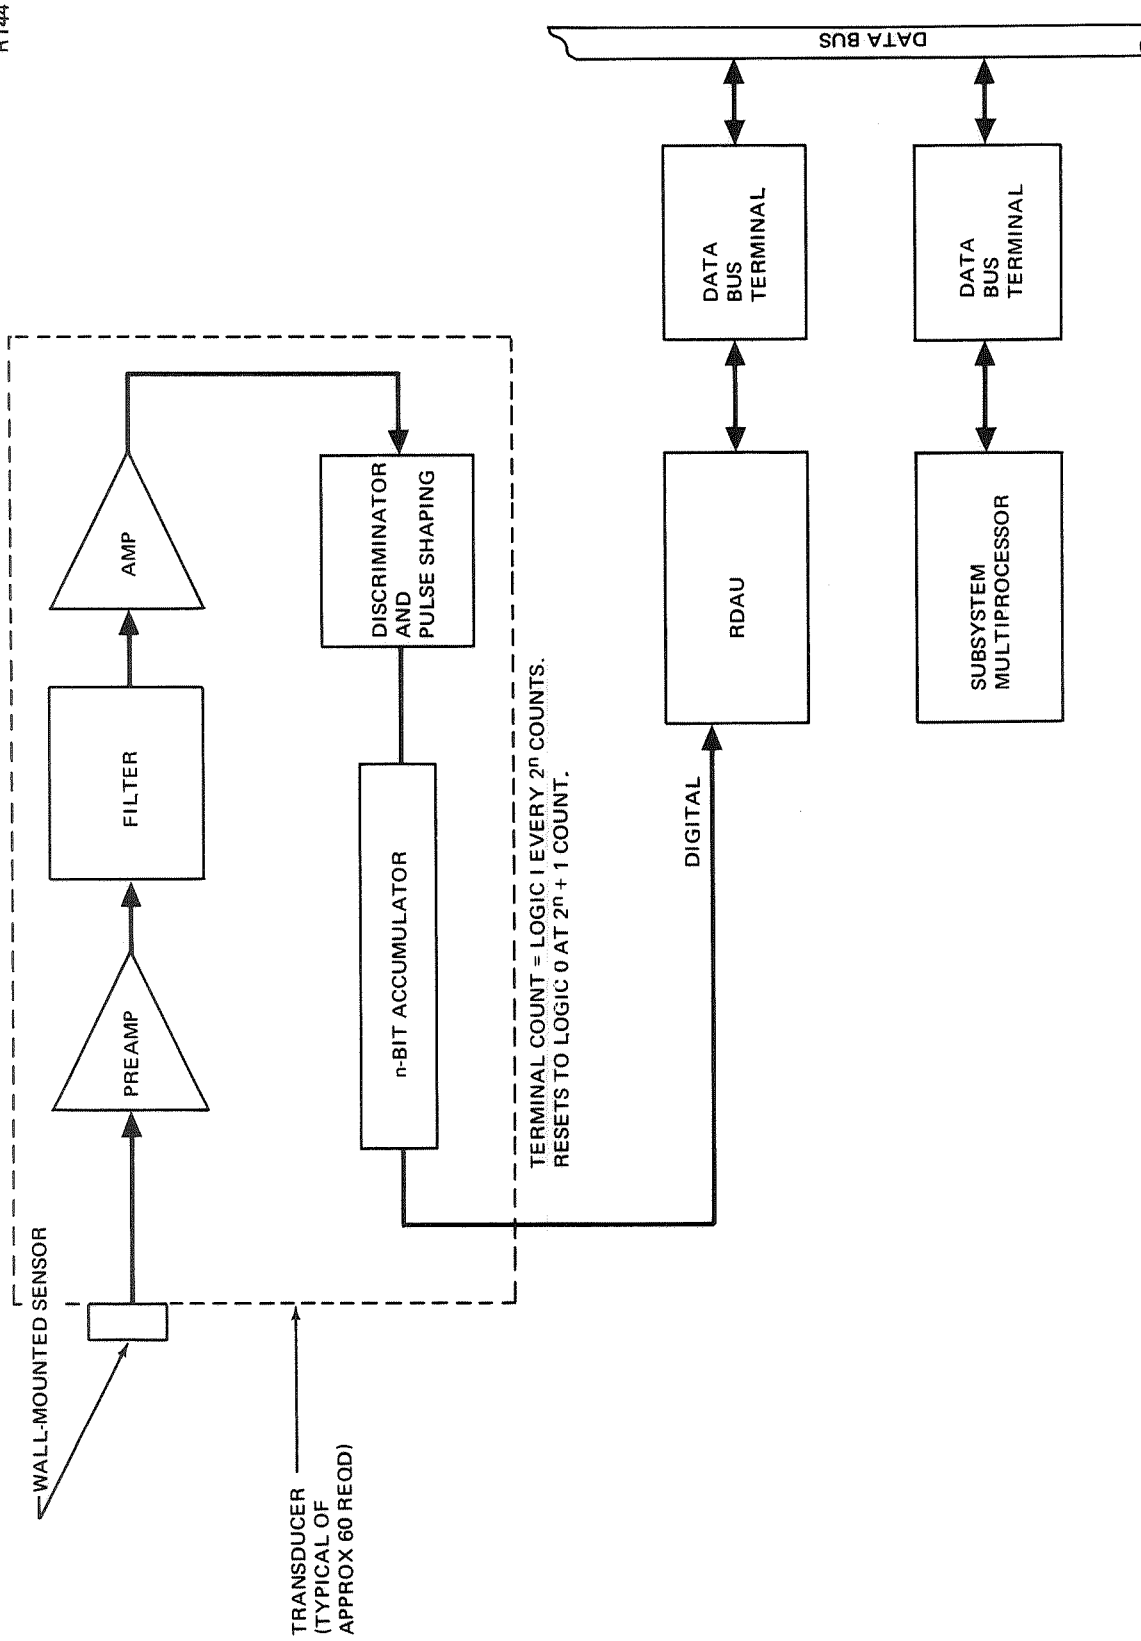 R144
WALL-MOUNTED SENSOR
PREAMP
FILTER
AMP
DISCRIMINATOR
AND
PULSE SHAPING
n-BIT ACCUMULATOR
TRANSDUCER
(TYPICAL OF
APPROX 60 REQD)
TERMINAL COUNT = LOGIC I EVERY 2ⁿ COUNTS.
RESETS TO LOGIC 0 AT 2ⁿ + 1 COUNT.
DIGITAL
RDAU
DATA
BUS
TERMINAL
SUBSYSTEM
MULTIPROCESSOR
DATA
BUS
TERMINAL
DATA BUS